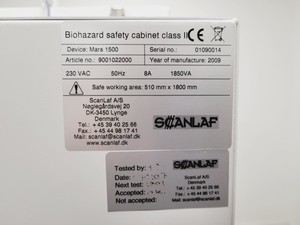 Biohazard safety cabinet class II
Device: Mars 1500 Serial no.: 01090014
Article no.: 9001022000 Year of manufacture: 2009
230 VAC 50Hz 8A 1850VA
Safe working area: 510 mm x 1800 mm
ScanLaf A/S
Nøglegårdsvej 20
DK-3450 Lynge
Denmark
Tel.: +45 39 40 25 66
Fax.: +45 44 98 17 41
Mail: scanlaf@scanlaf.dk
www.scanlaf.dk
SCANLAF
Tested by:
Date:
Next test:
Accepted:
Not accepted:
SCANLAF
Tel.: +45 39 40 25 66
Fax.: +45 44 98 17 41
Mail: scanlaf@scanlaf.dk